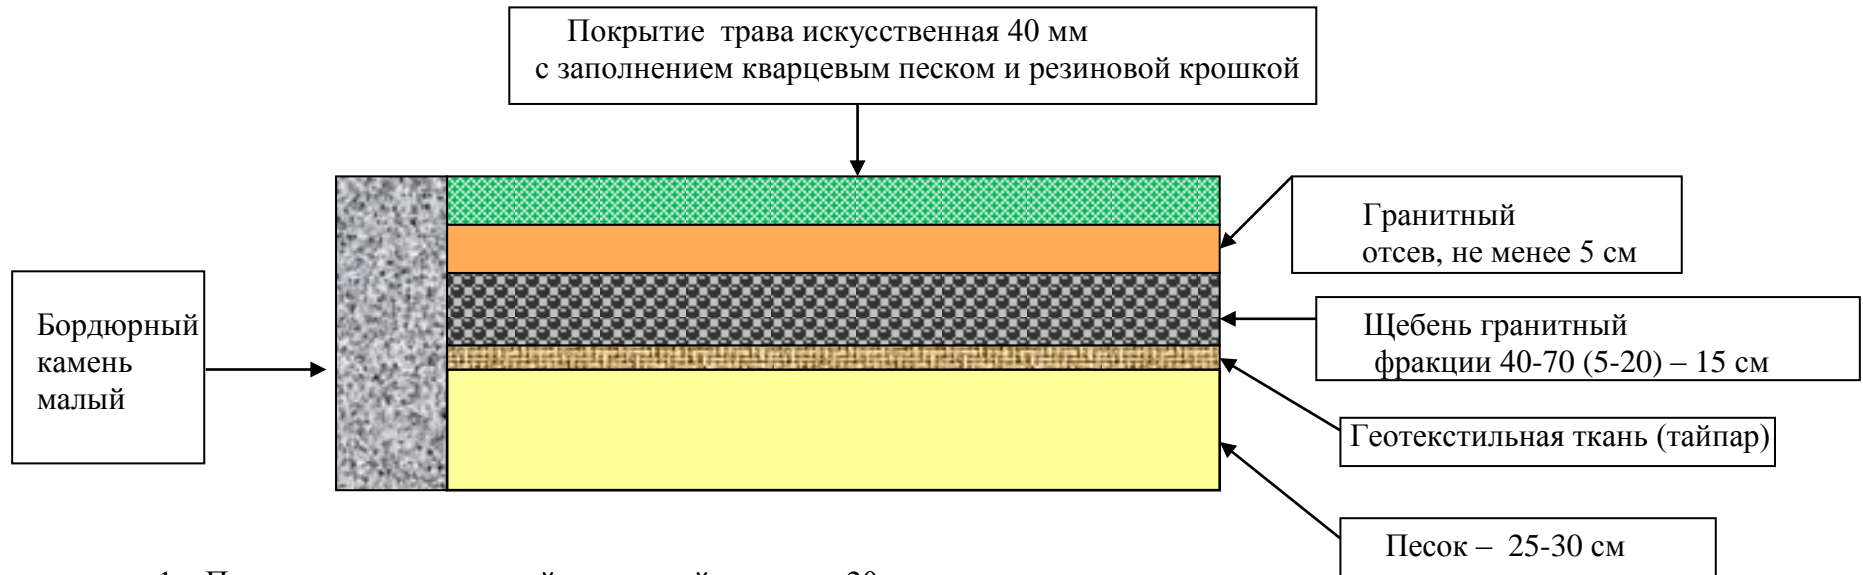 Покрытие трава искусственная 40 мм
с заполнением кварцевым песком и резиновой крошкой
Гранитный
отсев, не менее 5 см
Бордюрный
камень
малый
Щебень гранитный
фракции 40-70 (5-20) – 15 см
Геотекстильная ткань (тайпар)
Песок – 25-30 см